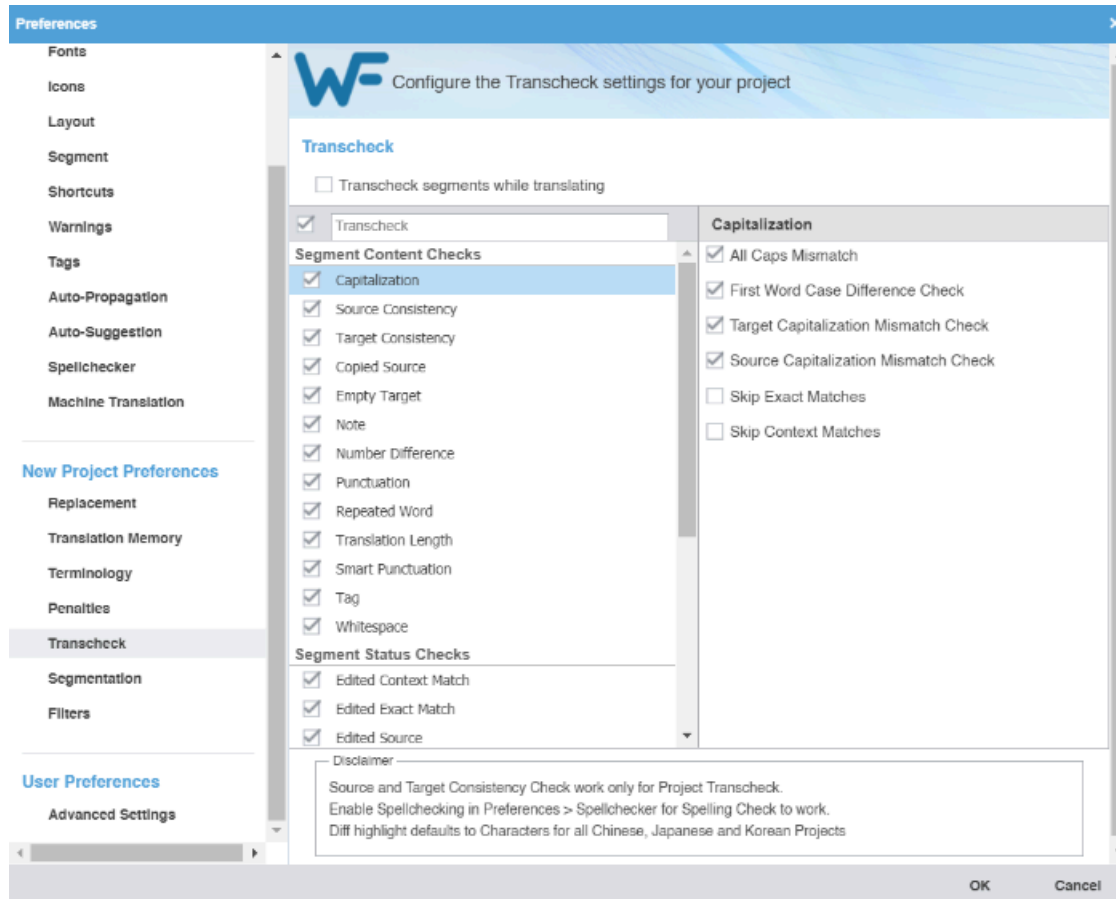 Preferences
Fonts
Icons
Layout
Segment
Shortcuts
Warnings
Tags
Auto-Propagation
Auto-Suggestion
Spellchecker
Machine Translation
New Project Preferences
Replacement
Translation Memory
Terminology
Penalties
Transcheck
Segmentation
Filters
User Preferences
Advanced Settings
WF
Configure the Transcheck settings for your project
Transcheck
Transcheck segments while translating
Transcheck
Segment Content Checks
Capitalization
Source Consistency
Target Consistency
Copied Source
Empty Target
Note
Number Difference
Punctuation
Repeated Word
Translation Length
Smart Punctuation
Tag
Whitespace
Segment Status Checks
Edited Context Match
Edited Exact Match
Edited Source
Capitalization
All Caps Mismatch
First Word Case Difference Check
Target Capitalization Mismatch Check
Source Capitalization Mismatch Check
Skip Exact Matches
Skip Context Matches
Disclaimer
Source and Target Consistency Check work only for Project Transcheck.
Enable Spellchecking in Preferences > Spellchecker for Spelling Check to work.
Diff highlight defaults to Characters for all Chinese, Japanese and Korean Projects
OK
Cancel